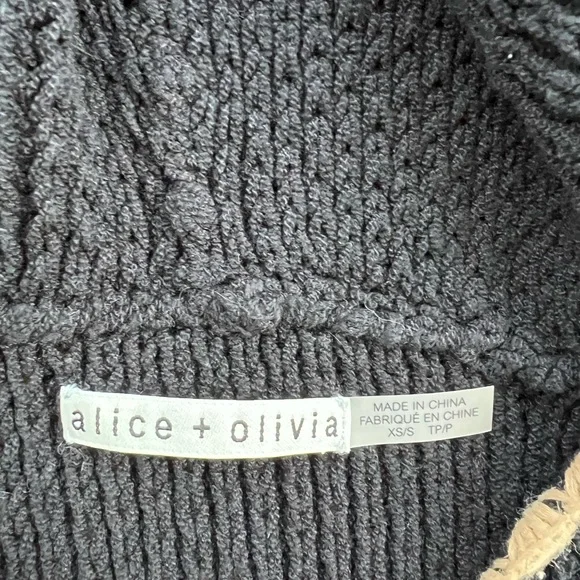 alice + olivia
MADE IN CHINA
FABRIQUÉ EN CHINE
XS/S TP/P